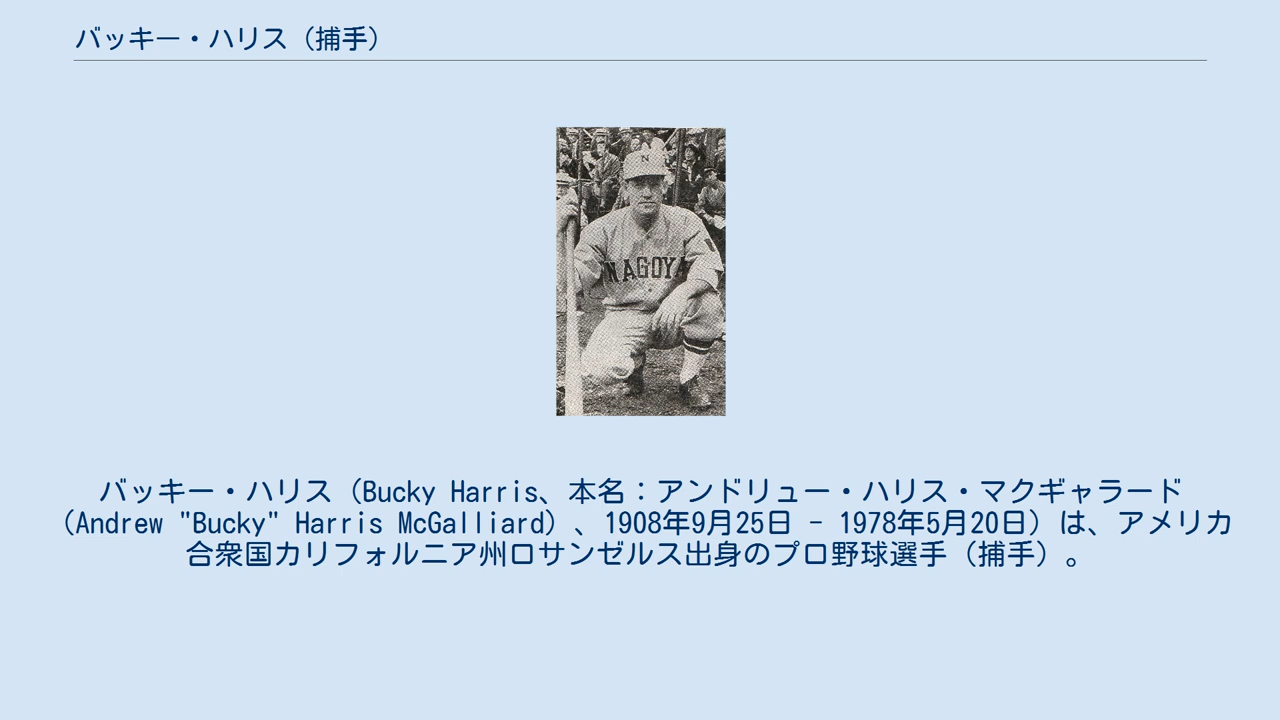 バッキー・ハリス（捕手）
N
NAGOYA
バッキー・ハリス（Bucky Harris、本名：アンドリュー・ハリス・マクギャラード
（Andrew "Bucky" Harris McGalliard）、1908年9月25日 - 1978年5月20日）は、アメリカ
合衆国カリフォルニア州ロサンゼルス出身のプロ野球選手（捕手）。